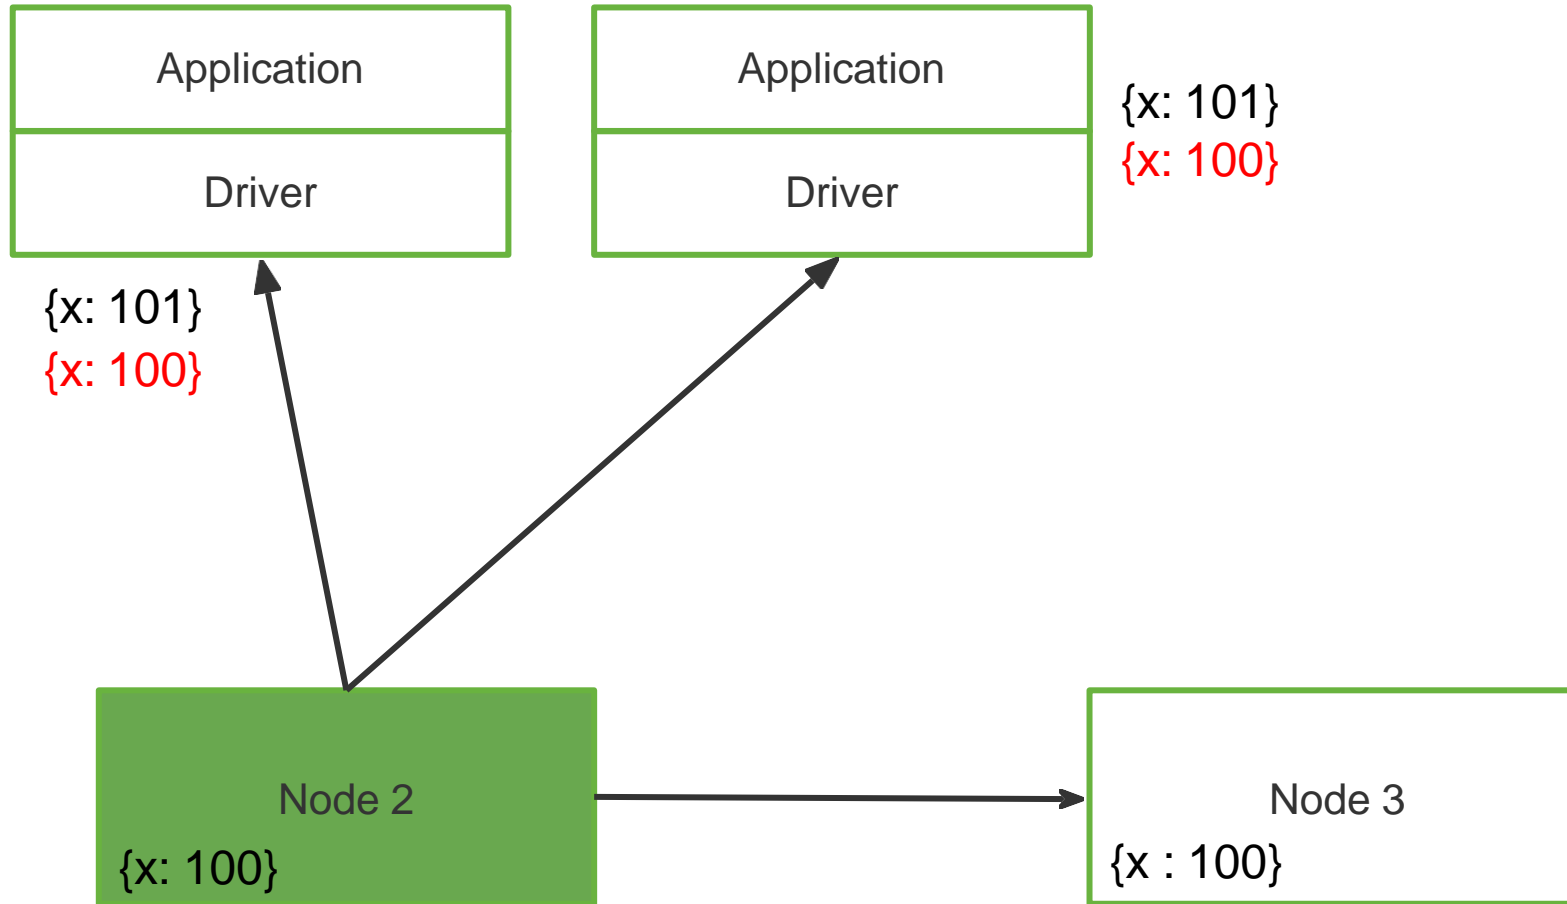 Application
Driver
{x: 101}
{x: 100}
Application
Driver
{x: 101}
{x: 100}
Node 2
{x: 100}
Node 3
{x : 100}